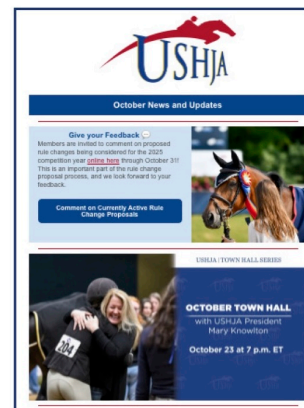 USHJA
October News and Updates
Give your Feedback 💬
Members are invited to comment on proposed
rule changes being considered for the 2025
competition year online here through October 31!
This is an important part of the rule change
proposal process, and we look forward to your
feedback.
Comment on Currently Active Rule
Change Proposals
USHJA | TOWN HALL SERIES
204
OCTOBER TOWN HALL
with USHJA President
Mary Knowlton
October 23 at 7 p.m. ET